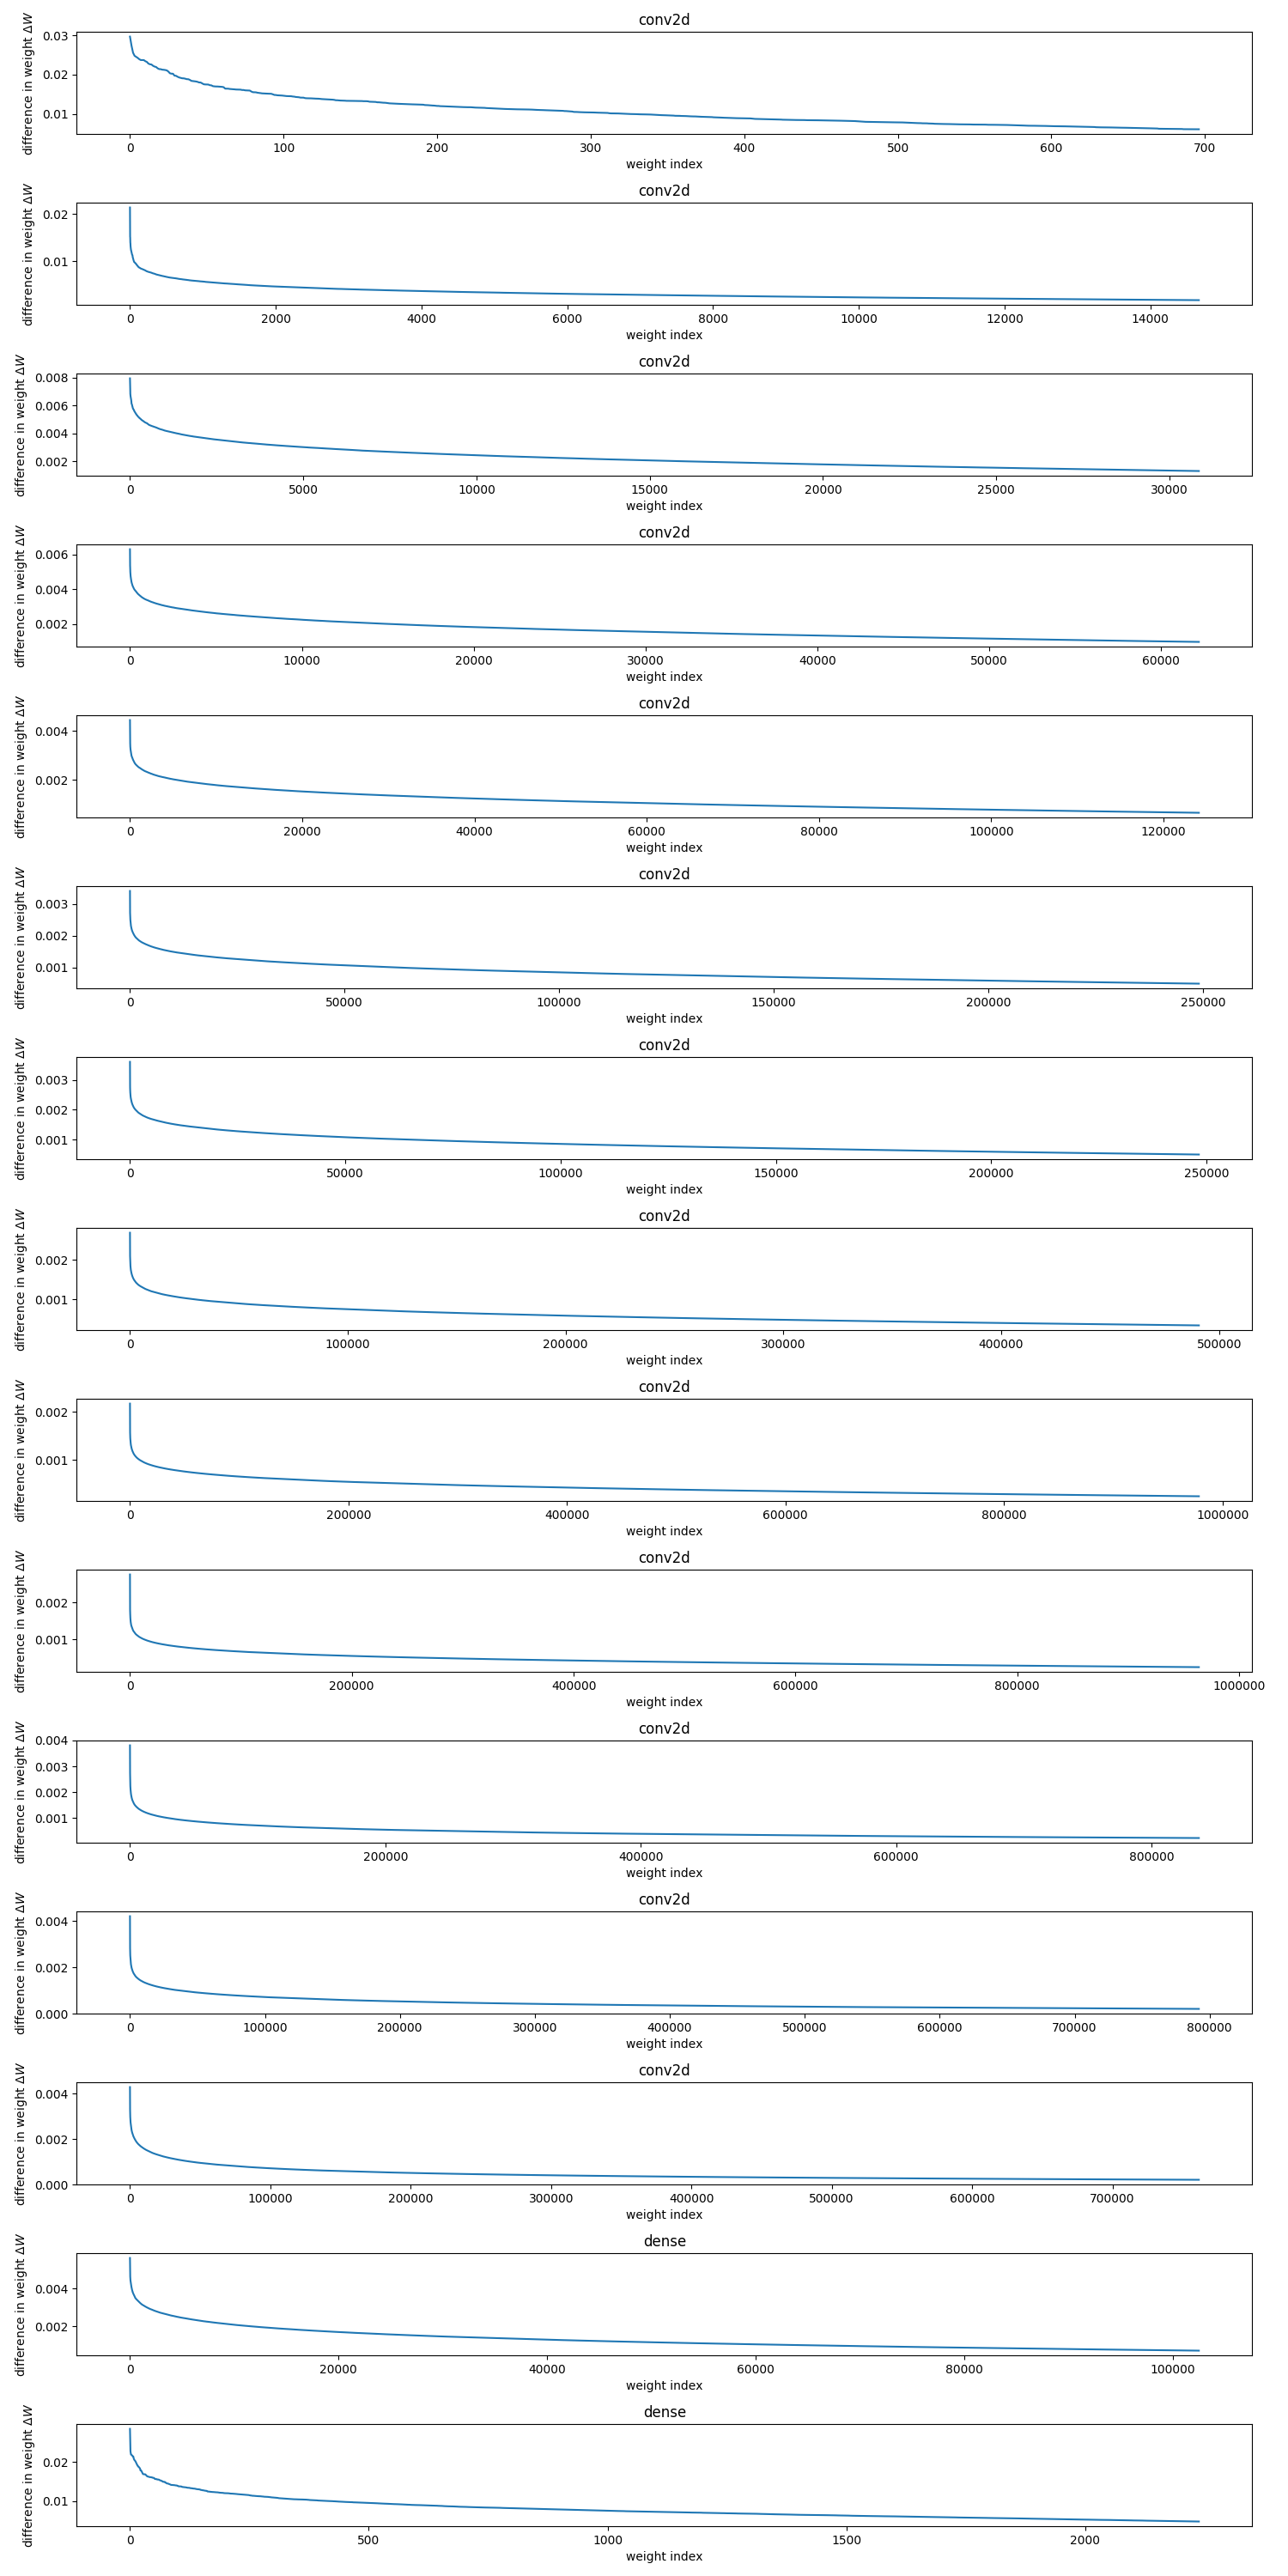 conv2d
difference in weight ΔW
0.03
0.02
0.01
0 100 200 300 400 500 600 700
weight index
conv2d
difference in weight ΔW
0.02
0.01
0 2000 4000 6000 8000 10000 12000 14000
weight index
conv2d
difference in weight ΔW
0.008
0.006
0.004
0.002
0 5000 10000 15000 20000 25000 30000
weight index
conv2d
difference in weight ΔW
0.006
0.004
0.002
0 10000 20000 30000 40000 50000 60000
weight index
conv2d
difference in weight ΔW
0.004
0.002
0 20000 40000 60000 80000 100000 120000
weight index
conv2d
difference in weight ΔW
0.003
0.002
0.001
0 50000 100000 150000 200000 250000
weight index
conv2d
difference in weight ΔW
0.003
0.002
0.001
0 50000 100000 150000 200000 250000
weight index
conv2d
difference in weight ΔW
0.002
0.001
0 100000 200000 300000 400000 500000
weight index
conv2d
difference in weight ΔW
0.002
0.001
0 200000 400000 600000 800000 1000000
weight index
conv2d
difference in weight ΔW
0.002
0.001
0 200000 400000 600000 800000 1000000
weight index
conv2d
difference in weight ΔW
0.004
0.003
0.002
0.001
0 200000 400000 600000 800000
weight index
conv2d
difference in weight ΔW
0.004
0.002
0.000
0 100000 200000 300000 400000 500000 600000 700000 800000
weight index
conv2d
difference in weight ΔW
0.004
0.002
0.000
0 100000 200000 300000 400000 500000 600000 700000
weight index
dense
difference in weight ΔW
0.004
0.002
0 20000 40000 60000 80000 100000
weight index
dense
difference in weight ΔW
0.02
0.01
0 500 1000 1500 2000
weight index